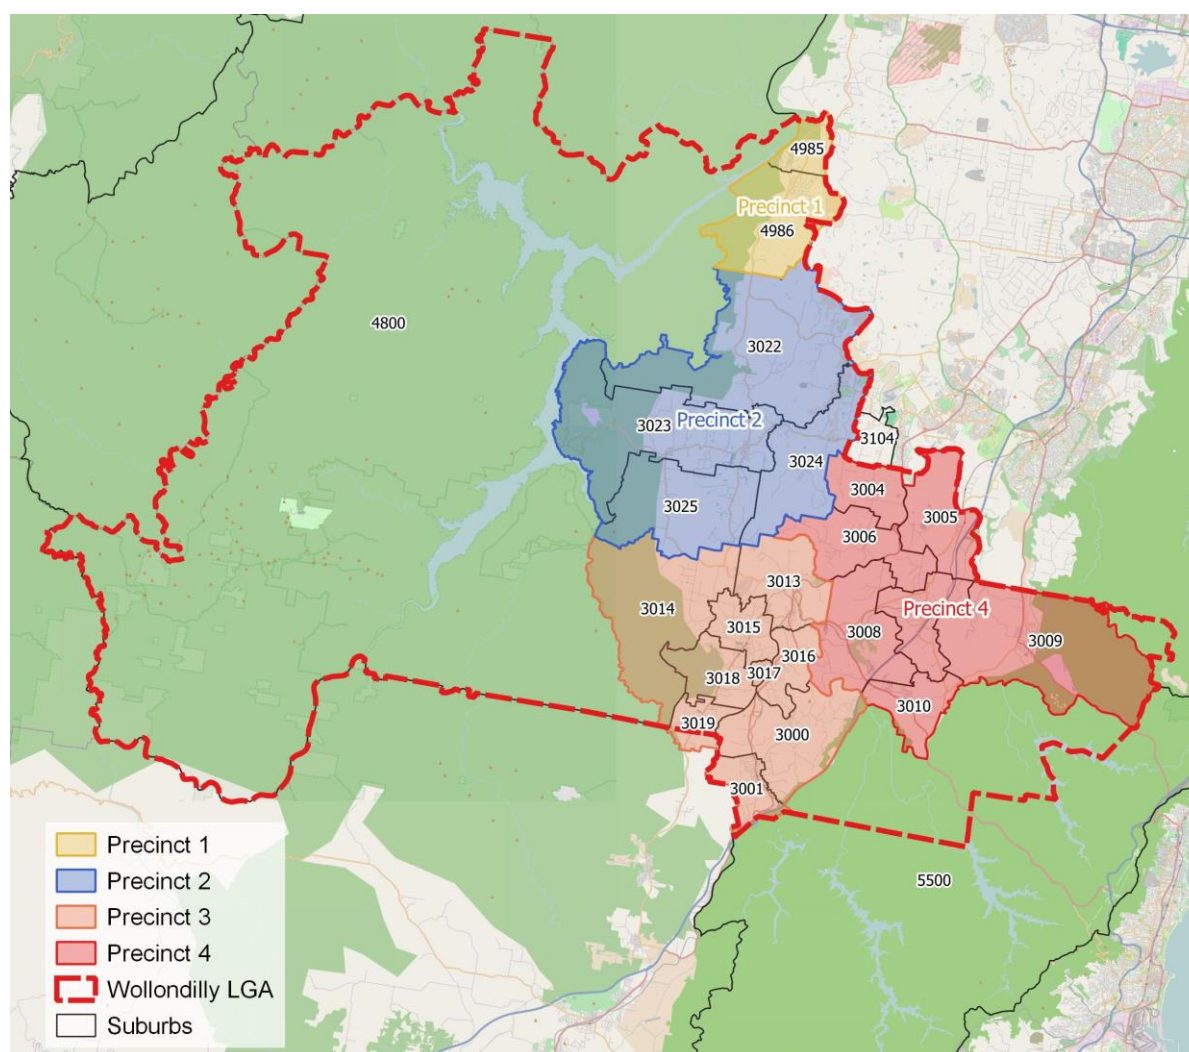 4985
Precinct 1
4986
4800
3022
Precinct 2
3023
3104
3024
3004
3025
3005
3006
3013
3014
Precinct 4
3015
3008
3009
3016
3017
3018
3010
3019
3000
3001
5500
Precinct 1
Precinct 2
Precinct 3
Precinct 4
Wollondilly LGA
Suburbs